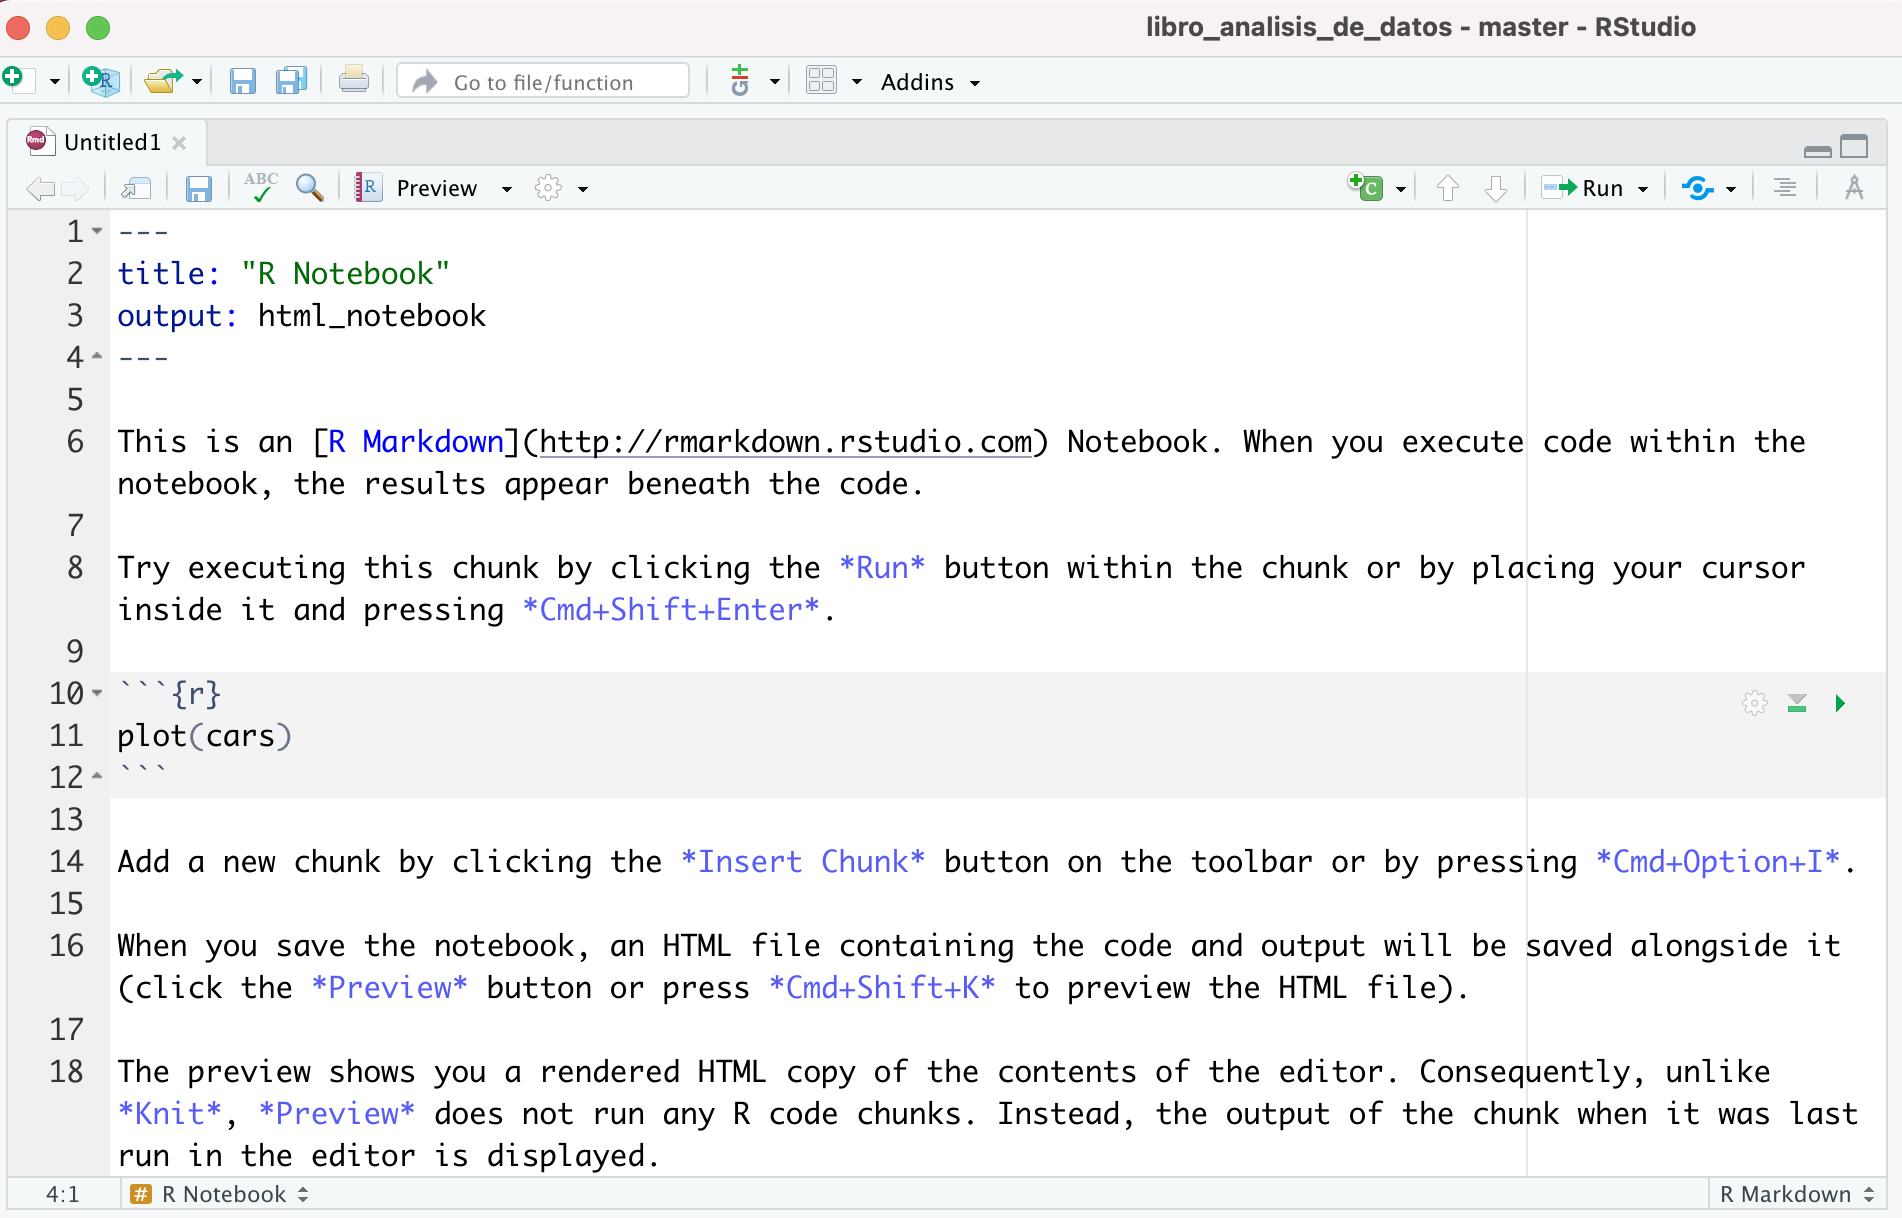 libro_analisis_de_datos - master - RStudio
Go to file/function
Addins
Untitled1
ABC
Preview
Run
1 ---
2 title: "R Notebook"
3 output: html_notebook
4 ---
5
6 This is an [R Markdown](http://rmarkdown.rstudio.com) Notebook. When you execute code within the
notebook, the results appear beneath the code.
7
8 Try executing this chunk by clicking the *Run* button within the chunk or by placing your cursor
inside it and pressing *Cmd+Shift+Enter*.
9
10 ```{r}
11 plot(cars)
12 ```
13
14 Add a new chunk by clicking the *Insert Chunk* button on the toolbar or by pressing *Cmd+Option+I*.
15
16 When you save the notebook, an HTML file containing the code and output will be saved alongside it
(click the *Preview* button or press *Cmd+Shift+K* to preview the HTML file).
17
18 The preview shows you a rendered HTML copy of the contents of the editor. Consequently, unlike
*Knit*, *Preview* does not run any R code chunks. Instead, the output of the chunk when it was last
run in the editor is displayed.
4:1 # R Notebook R Markdown